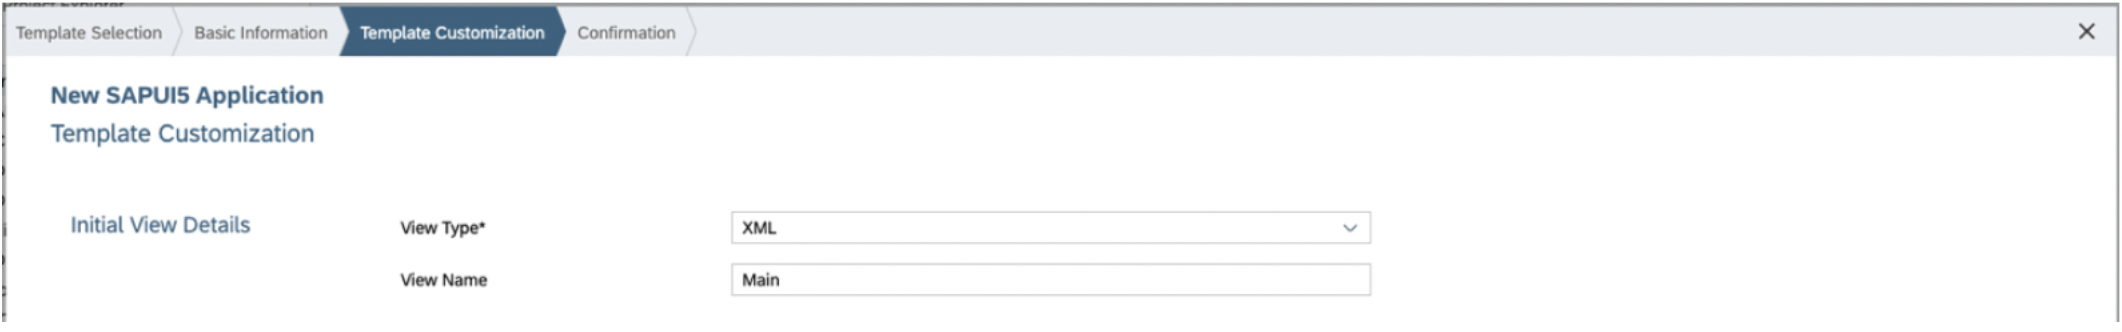 Template Selection Basic Information Template Customization Confirmation
New SAPUI5 Application
Template Customization
Initial View Details View Type* XML
View Name Main